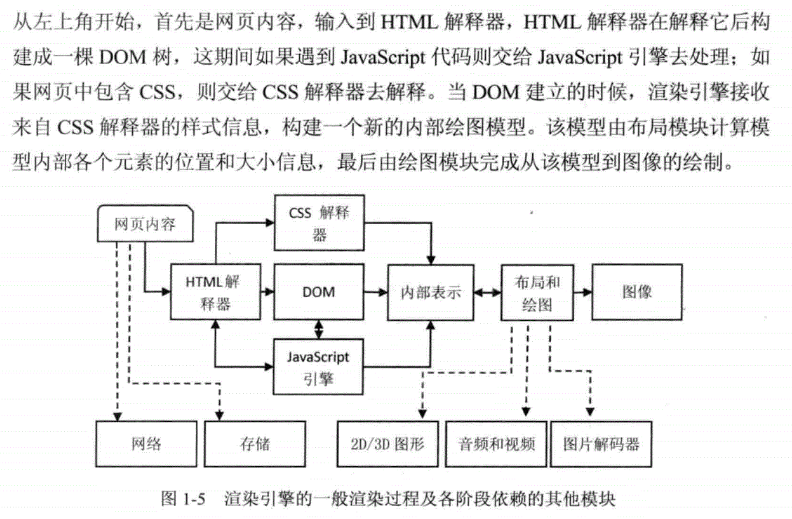 从左上角开始，首先是网页内容，输入到 HTML 解释器，HTML 解释器在解释它后构
建成一棵 DOM 树，这期间如果遇到 JavaScript 代码则交给 JavaScript 引擎去处理；如
果网页中包含 CSS，则交给 CSS 解释器去解释。当 DOM 建立的时候，渲染引擎接收
来自 CSS 解释器的样式信息，构建一个新的内部绘图模型。该模型由布局模块计算模
型内部各个元素的位置和大小信息，最后由绘图模块完成从该模型到图像的绘制。
网页内容
CSS 解释
器
HTML 解
释器
DOM
内部表示
布局和
绘图
图像
JavaScript
引擎
网络
存储
2D/3D 图形
音频和视频
图片解码器
图 1-5 渲染引擎的一般渲染过程及各阶段依赖的其他模块